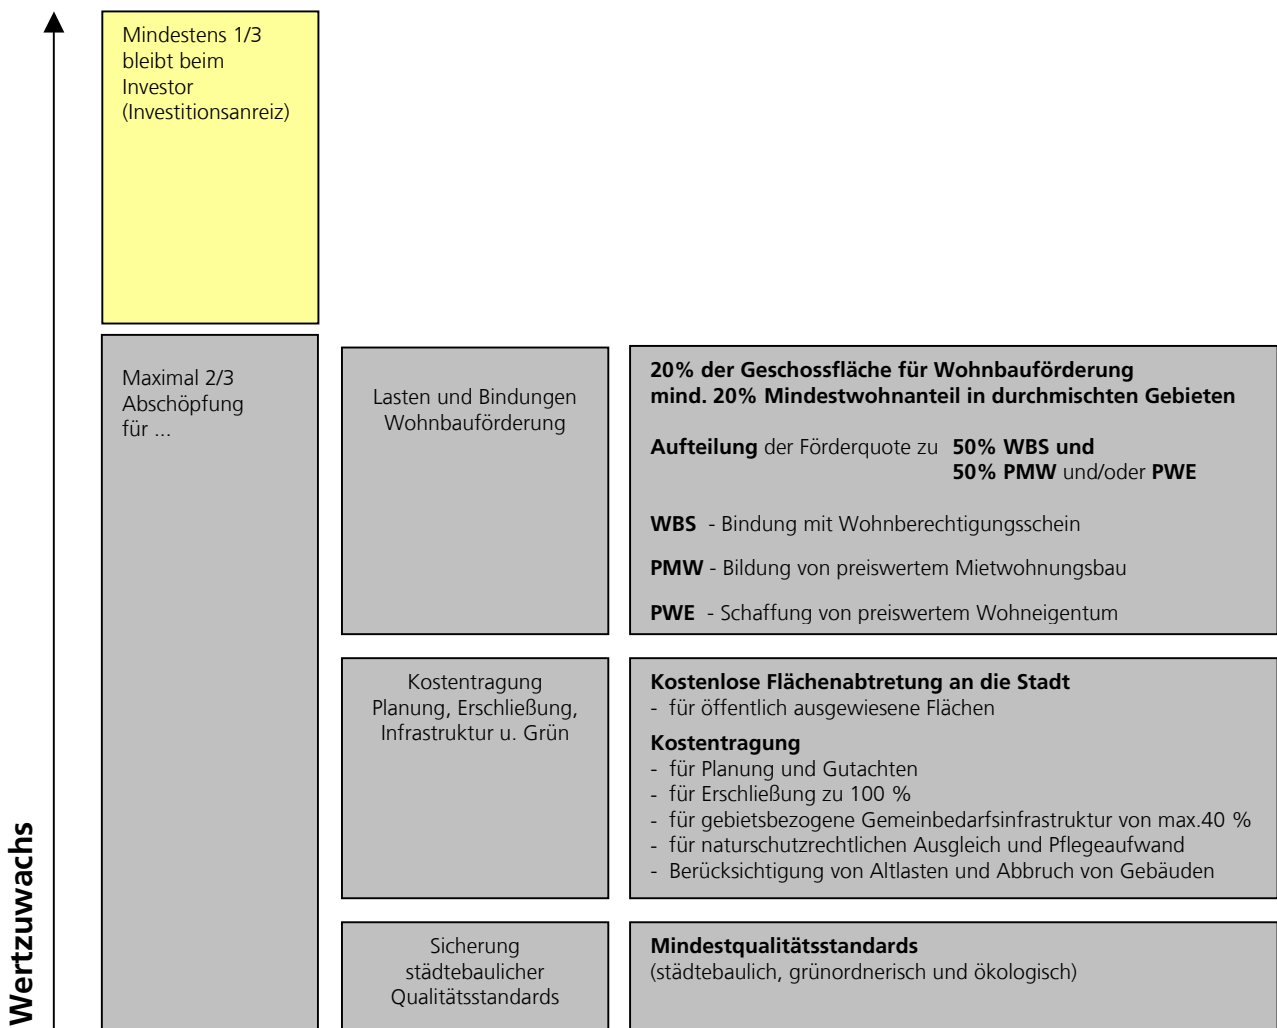 Mindestens 1/3
bleibt beim
Investor
(Investitionsanreiz)
Maximal 2/3
Abschöpfung
für ...
Lasten und Bindungen
Wohnbauförderung
20% der Geschossfläche für Wohnbauförderung
mind. 20% Mindestwohnanteil in durchmischten Gebieten
Aufteilung der Förderquote zu 50% WBS und
50% PMW und/oder PWE
WBS - Bindung mit Wohnberechtigungsschein
PMW - Bildung von preiswertem Mietwohnungsbau
PWE - Schaffung von preiswertem Wohneigentum
Kostentragung
Planung, Erschließung,
Infrastruktur u. Grün
Kostenlose Flächenabtretung an die Stadt
- für öffentlich ausgewiesene Flächen
Kostentragung
- für Planung und Gutachten
- für Erschließung zu 100 %
- für gebietsbezogene Gemeinbedarfsinfrastruktur von max.40 %
- für naturschutzrechtlichen Ausgleich und Pflegeaufwand
- Berücksichtigung von Altlasten und Abbruch von Gebäuden
Sicherung
städtebaulicher
Qualitätsstandards
Mindestqualitätsstandards
(städtebaulich, grünordnerisch und ökologisch)
Wertzuwachs